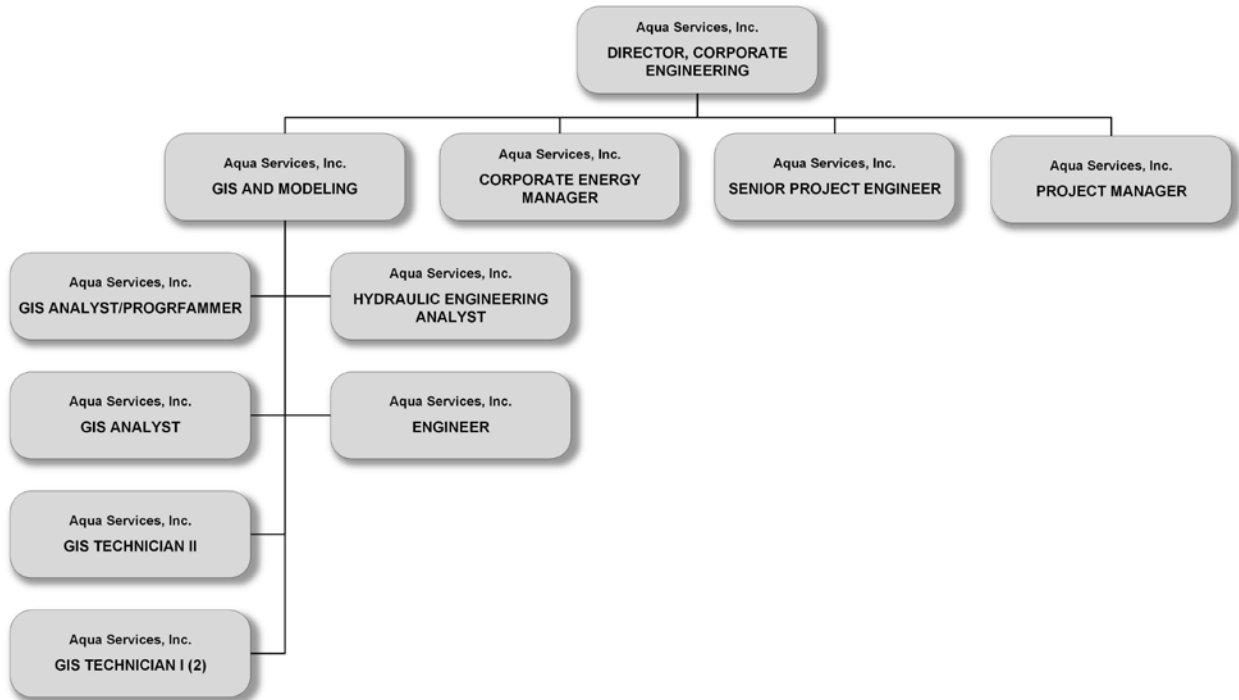 Aqua Services, Inc.
DIRECTOR, CORPORATE
ENGINEERING
Aqua Services, Inc.
GIS AND MODELING
Aqua Services, Inc.
CORPORATE ENERGY
MANAGER
Aqua Services, Inc.
SENIOR PROJECT ENGINEER
Aqua Services, Inc.
PROJECT MANAGER
Aqua Services, Inc.
GIS ANALYST/PROGRFAMMER
Aqua Services, Inc.
HYDRAULIC ENGINEERING
ANALYST
Aqua Services, Inc.
GIS ANALYST
Aqua Services, Inc.
ENGINEER
Aqua Services, Inc.
GIS TECHNICIAN II
Aqua Services, Inc.
GIS TECHNICIAN I (2)